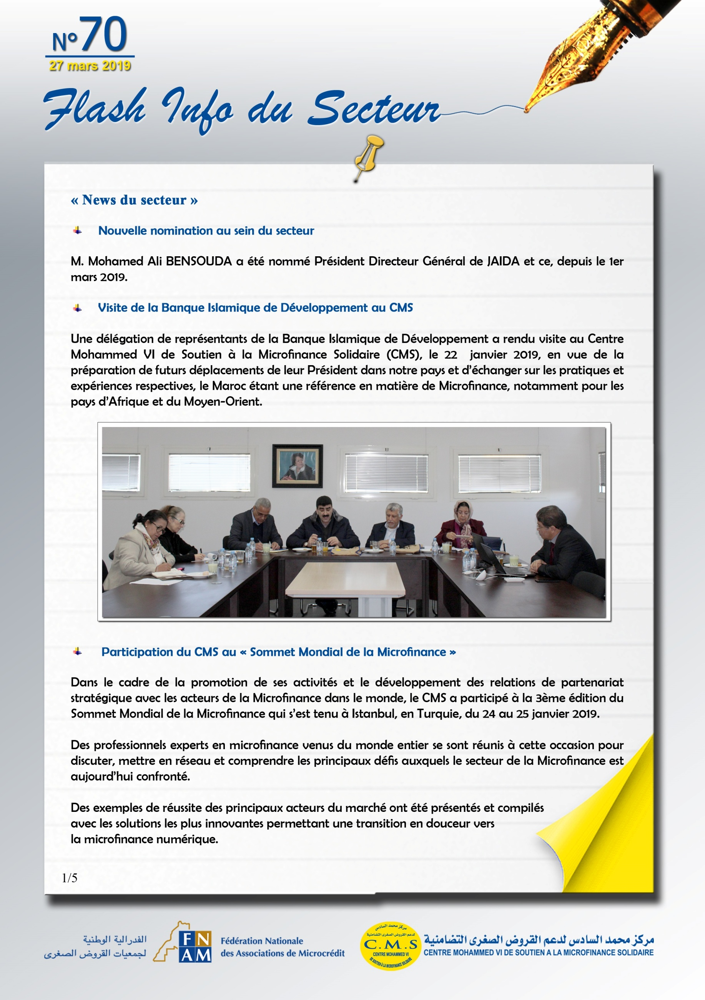 N°70
27 mars 2019
Flash Info du Secteur
« News du secteur »
Nouvelle nomination au sein du secteur
M. Mohamed Ali BENSOUDA a été nommé Président Directeur Général de JAIDA et ce, depuis le 1er
mars 2019.
Visite de la Banque Islamique de Développement au CMS
Une délégation de représentants de la Banque Islamique de Développement a rendu visite au Centre
Mohammed VI de Soutien à la Microfinance Solidaire (CMS), le 22 janvier 2019, en vue de la
préparation de futurs déplacements de leur Président dans notre pays et d’échanger sur les pratiques et
expériences respectives, le Maroc étant une référence en matière de Microfinance, notamment pour les
pays d’Afrique et du Moyen-Orient.
Participation du CMS au « Sommet Mondial de la Microfinance »
Dans le cadre de la promotion de ses activités et le développement des relations de partenariat
stratégique avec les acteurs de la Microfinance dans le monde, le CMS a participé à la 3ème édition du
Sommet Mondial de la Microfinance qui s’est tenu à Istanbul, en Turquie, du 24 au 25 janvier 2019.
Des professionnels experts en microfinance venus du monde entier se sont réunis à cette occasion pour
discuter, mettre en réseau et comprendre les principaux défis auxquels le secteur de la Microfinance est
aujourd’hui confronté.
Des exemples de réussite des principaux acteurs du marché ont été présentés et compilés
avec les solutions les plus innovantes permettant une transition en douceur vers
la microfinance numérique.
1/5
الفدرالية الوطنية
لجمعيات القروض الصغرى
FN
AM
Fédération Nationale
des Associations de Microcrédit
مركز محمد السادس
لدعم القروض الصغرى التضامنية
C.M.S
CENTRE MOHAMMED VI
DE SOUTIEN À LA MICROFINANCE SOLIDAIRE
مركز محمد السادس لدعم القروض الصغرى التضامنية
CENTRE MOHAMMED VI DE SOUTIEN A LA MICROFINANCE SOLIDAIRE